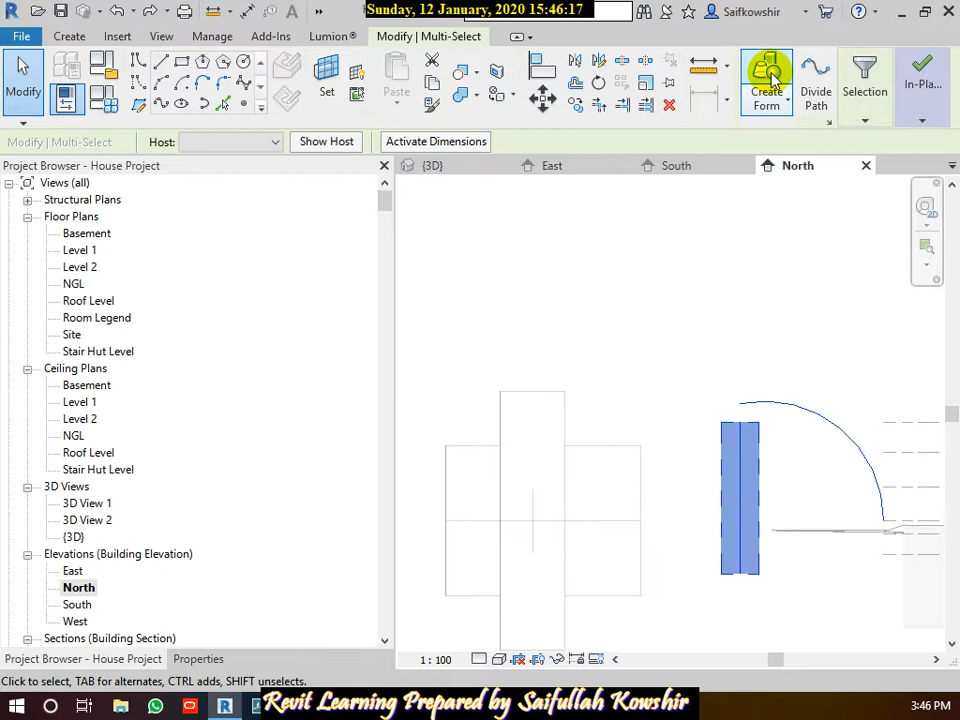 Sunday, 12 January, 2020 15:46:17
Saifkowshir
File Create Insert View Manage Add-Ins Lumion® Modify | Multi-Select
Modify
Paste
Set
Create Form
Divide Path
Selection
In-Pla...
Modify | Multi-Select Host: Show Host Activate Dimensions
Project Browser - House Project
{3D} East South North
Views (all)
Structural Plans
Floor Plans
Basement
Level 1
Level 2
NGL
Roof Level
Room Legend
Site
Stair Hut Level
Ceiling Plans
Basement
Level 1
Level 2
NGL
Roof Level
Stair Hut Level
3D Views
3D View 1
3D View 2
{3D}
Elevations (Building Elevation)
East
North
South
West
Sections (Building Section)
2D
Project Browser - House Project Properties
1 : 100
Click to select, TAB for alternates, CTRL adds, SHIFT unselects.
Revit Learning Prepared by Saifullah Kowshir
3:46 PM